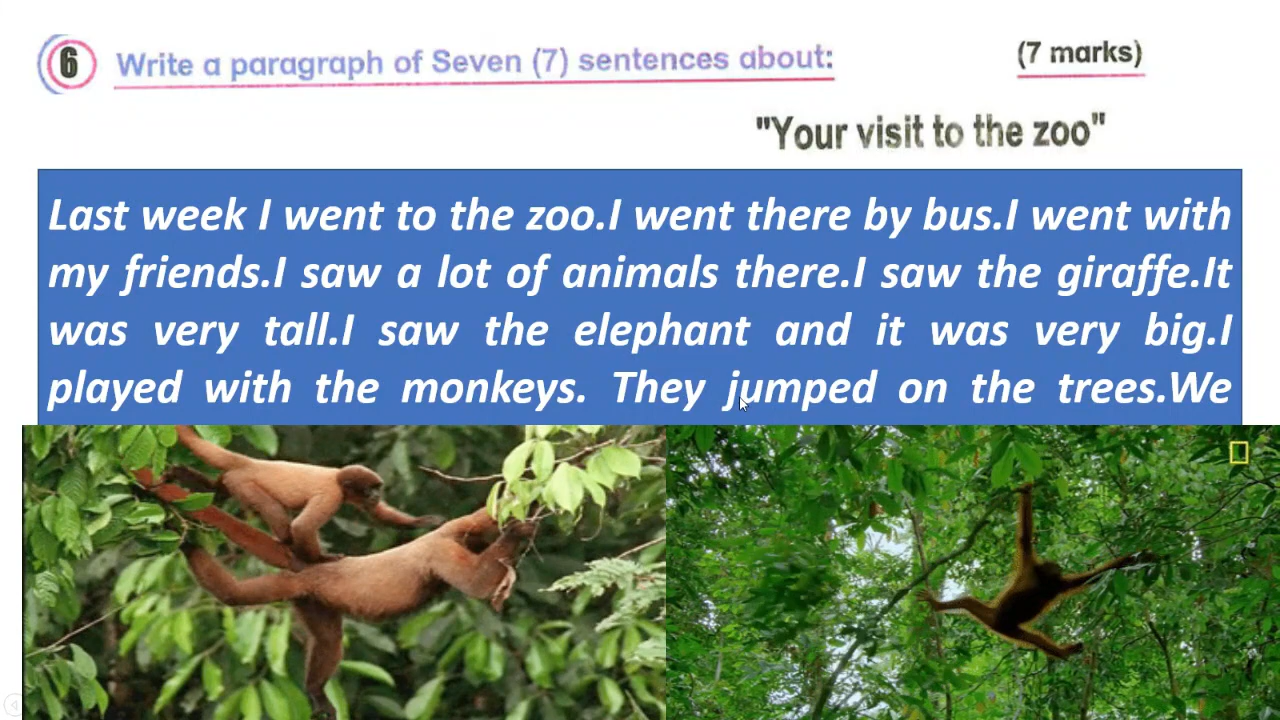 6 Write a paragraph of Seven (7) sentences about: (7 marks)
"Your visit to the zoo"
Last week I went to the zoo.I went there by bus.I went with
my friends.I saw a lot of animals there.I saw the giraffe.It
was very tall.I saw the elephant and it was very big.I
played with the monkeys. They jumped on the trees.We